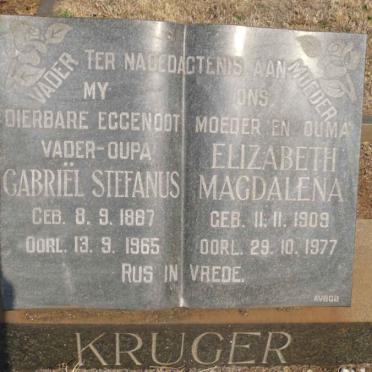 TER NAGEDAGTENIS AAN
VADER
MY
DIERBARE EGGENOOT
VADER-OUPA
GABRIËL STEFANUS
GEB. 8. 9. 1887
OORL. 13. 9. 1965
MOEDER
ONS
MOEDER EN OUMA
ELIZABETH
MAGDALENA
GEB. 11. 11. 1909
OORL. 29. 10. 1977
RUS IN VREDE.
AVBOB
KRUGER